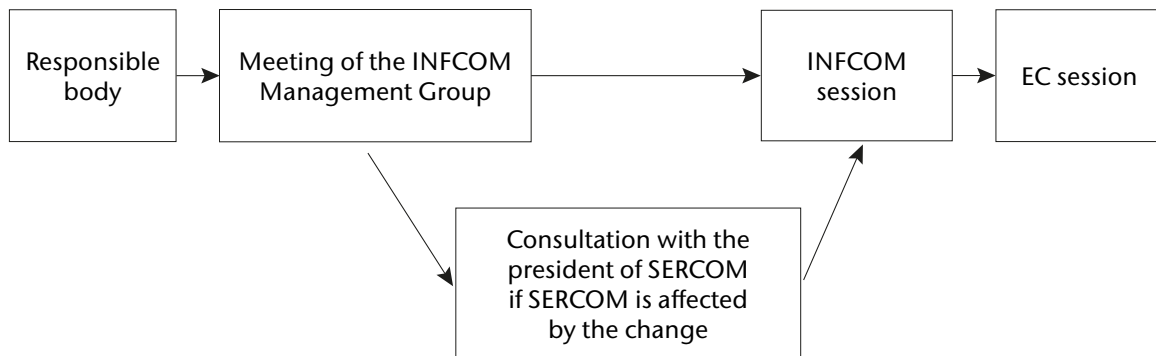 Responsible
body
Meeting of the INFCOM
Management Group
INFCOM
session
EC session
Consultation with the
president of SERCOM
if SERCOM is affected
by the change